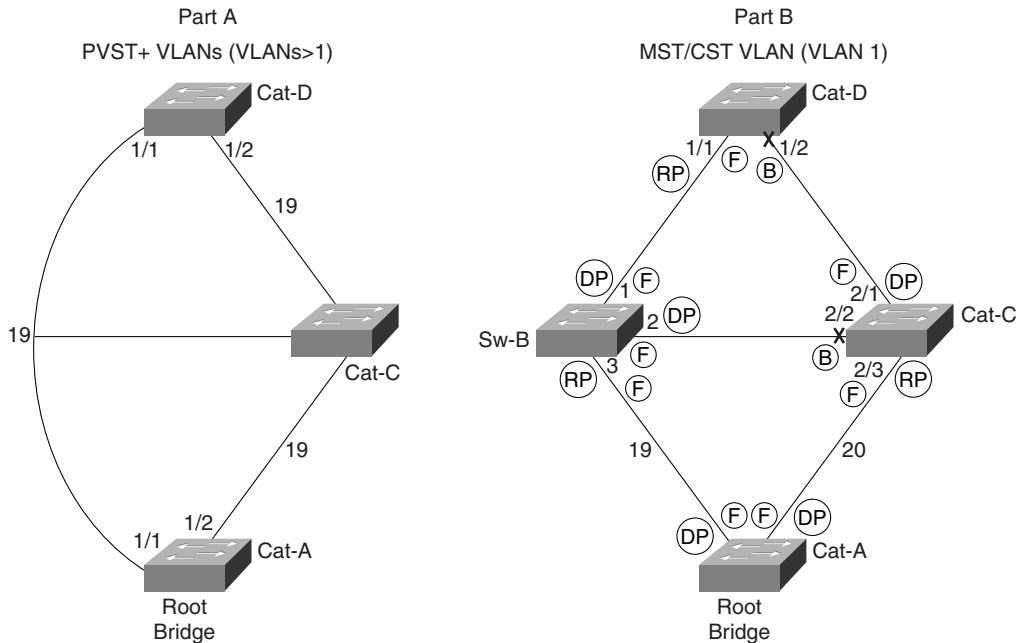 Part A
PVST+ VLANs (VLANs>1)
Cat-D
1/1
1/2
19
19
Cat-C
19
1/2
1/1
Cat-A
Root
Bridge
Part B
MST/CST VLAN (VLAN 1)
Cat-D
1/1
F
1/2
RP
B
DP
F
1
F
DP
2/1
2/2
Cat-C
Sw-B
2
DP
3
F
B
2/3
RP
F
F
RP
19
20
F
F
DP
DP
Cat-A
Root
Bridge